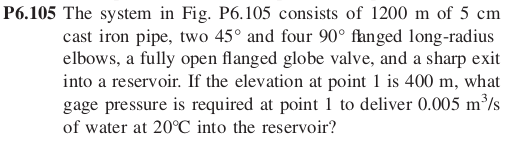 P6.105 The system in Fig. P6.105 consists of 1200 m of 5 cm
cast iron pipe, two 45° and four 90° flanged long-radius
elbows, a fully open flanged globe valve, and a sharp exit
into a reservoir. If the elevation at point 1 is 400 m, what
gage pressure is required at point 1 to deliver 0.005 m³/s
of water at 20°C into the reservoir?